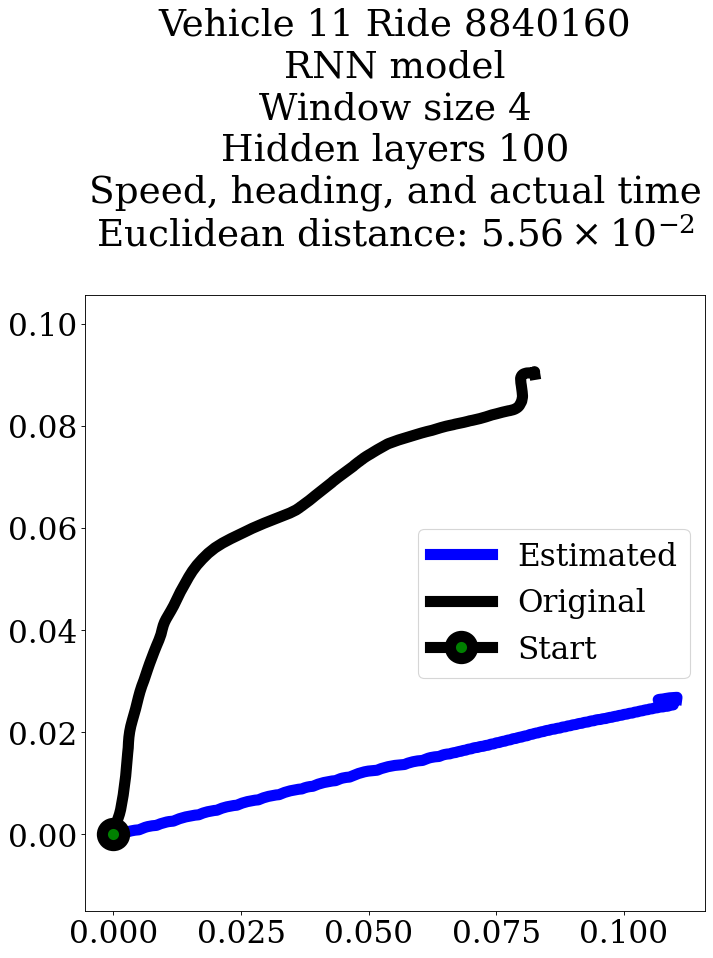 Vehicle 11 Ride 8840160
RNN model
Window size 4
Hidden layers 100
Speed, heading, and actual time
Euclidean distance: 5.56 × 10⁻²
0.10
0.08
0.06
0.04
0.02
0.00
Estimated
Original
Start
0.000 0.025 0.050 0.075 0.100